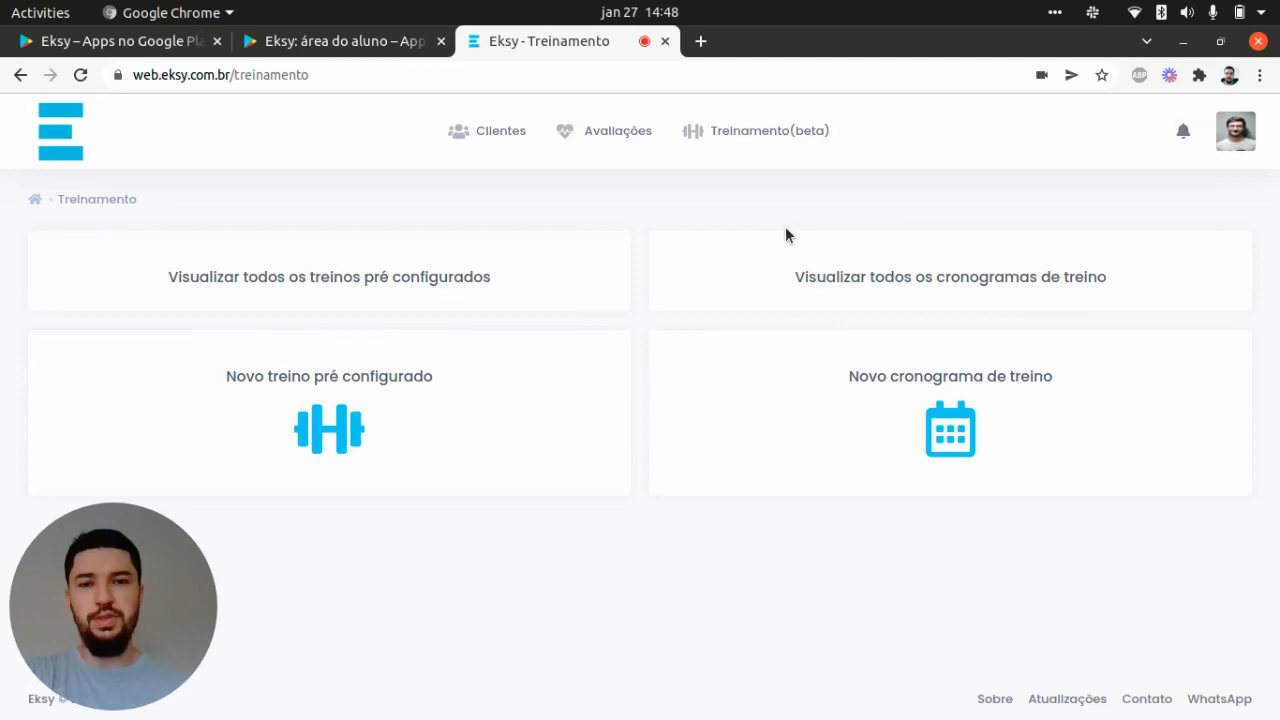 Activities
Google Chrome
jan 27 14:48
Eksy – Apps no Google Pla
Eksy: área do aluno – App
Eksy - Treinamento
web.eksy.com.br/treinamento
ABP
Clientes
Avaliações
Treinamento(beta)
Treinamento
Visualizar todos os treinos pré configurados
Visualizar todos os cronogramas de treino
Novo treino pré configurado
Novo cronograma de treino
Eksy ©
Sobre
Atualizações
Contato
WhatsApp